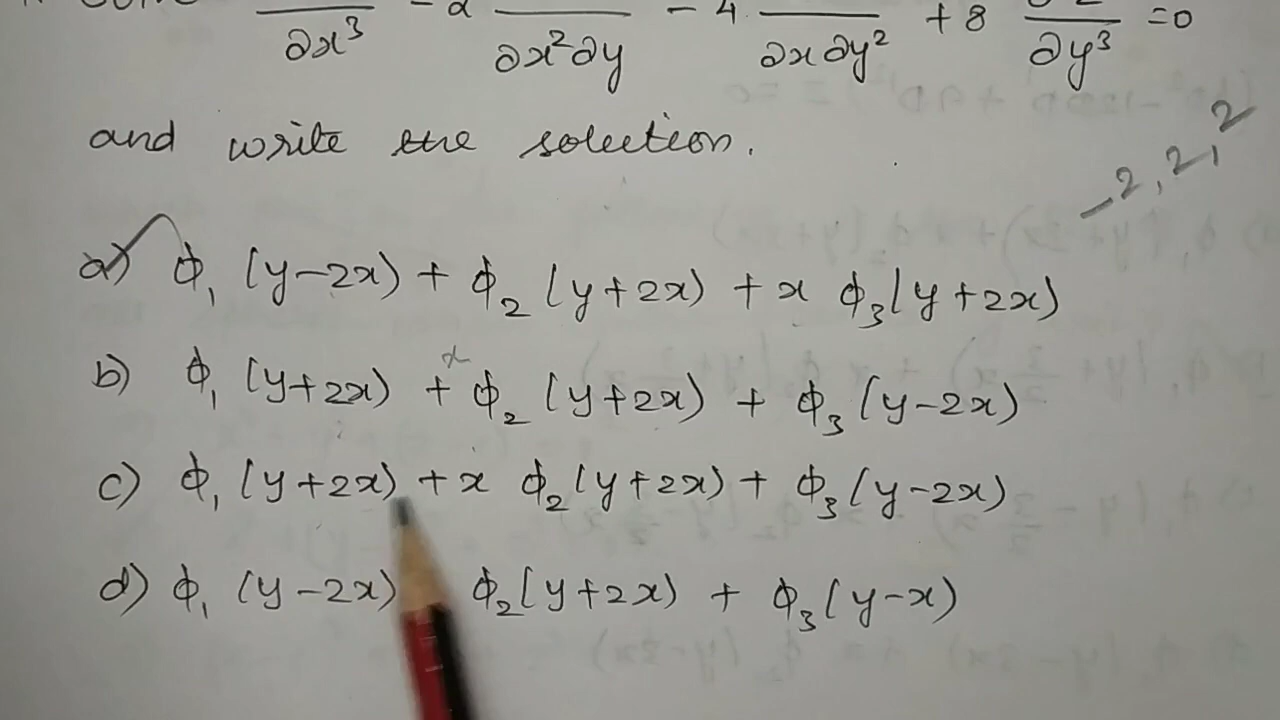 ∂x³ − 2 ∂x²∂y − 4 ∂x∂y² + 8 ∂y³ =0
and write the solution.
−2, 2, 2
a) ϕ₁ (y−2x) + ϕ₂ (y+2x) + x ϕ₃(y+2x)
b) ϕ₁ (y+2x) + x ϕ₂ (y+2x) + ϕ₃ (y−2x)
c) ϕ₁ (y+2x) + x ϕ₂ (y+2x) + ϕ₃ (y−2x)
d) ϕ₁ (y−2x) ϕ₂ (y+2x) + ϕ₃ (y−x)